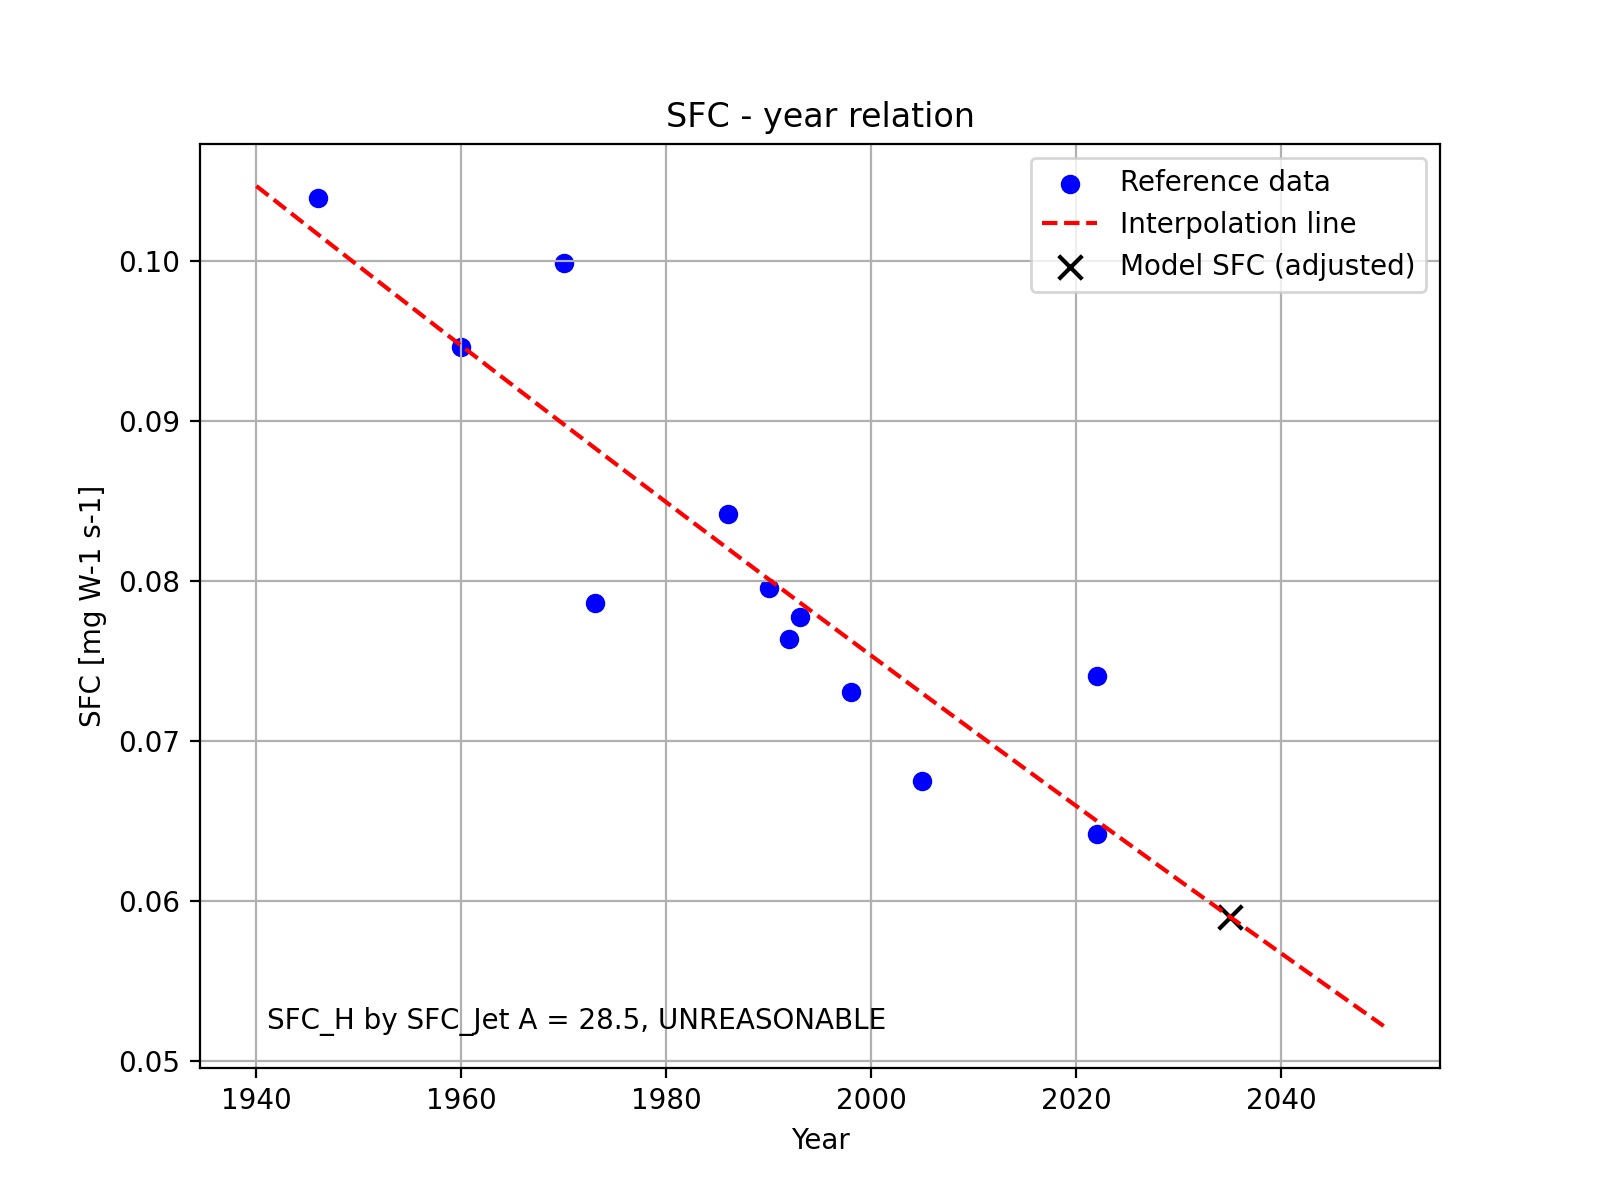 SFC - year relation
Reference data
Interpolation line
Model SFC (adjusted)
0.10
0.09
0.08
0.07
0.06
0.05
SFC [mg W-1 s-1]
SFC_H by SFC_Jet A = 28.5, UNREASONABLE
1940 1960 1980 2000 2020 2040
Year